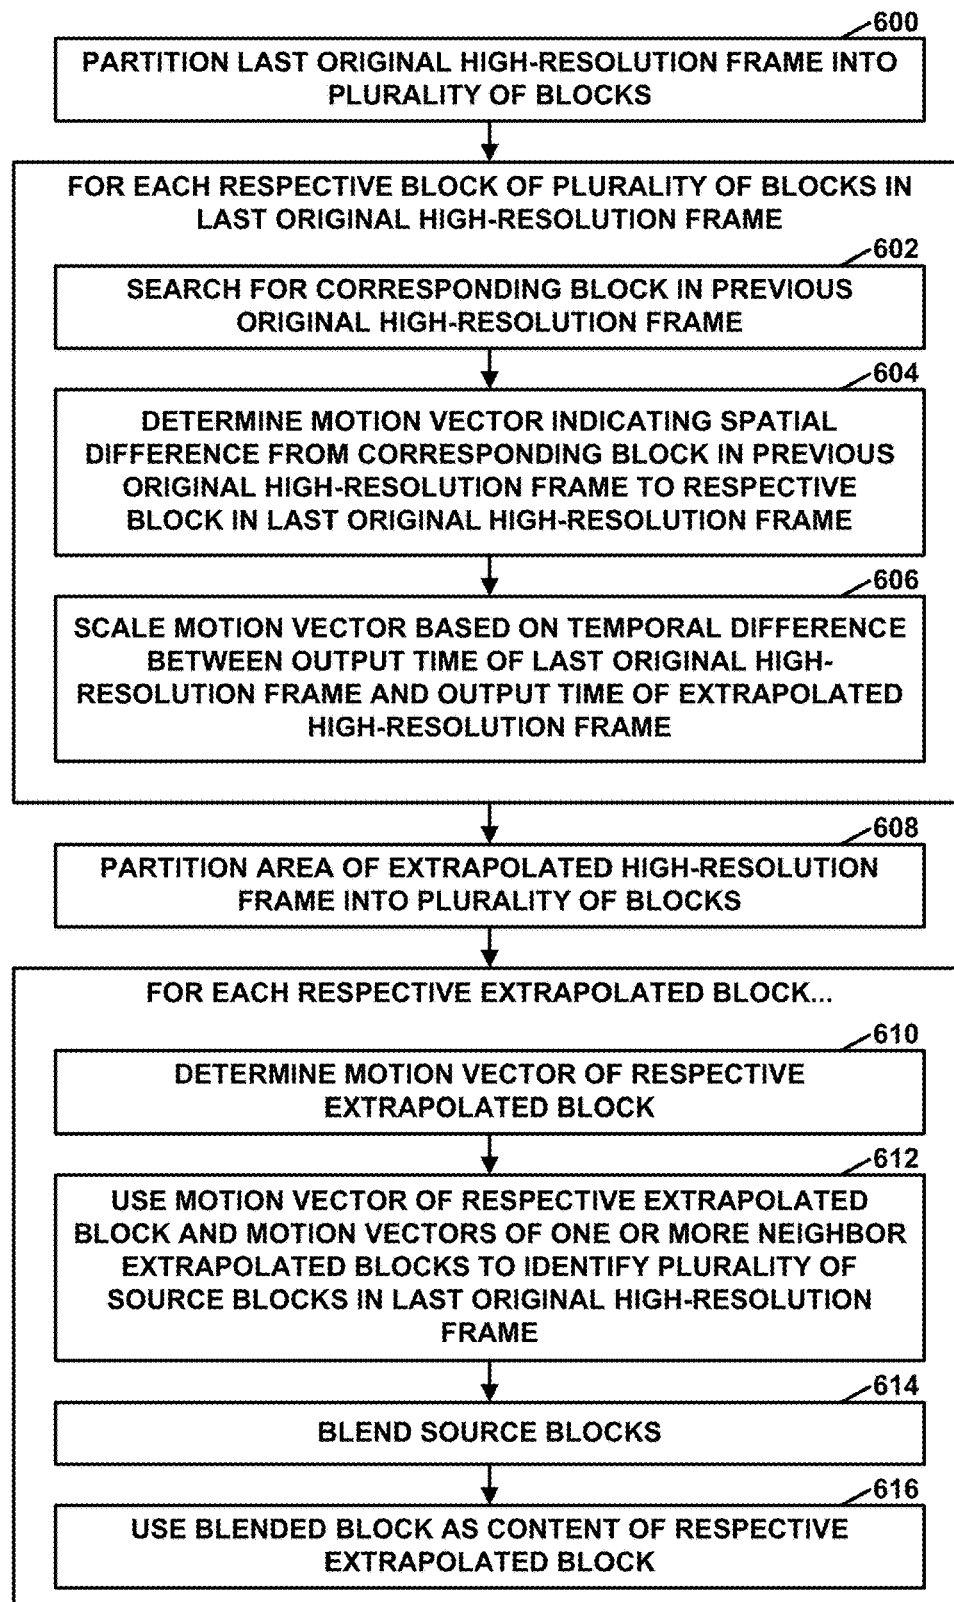 600
PARTITION LAST ORIGINAL HIGH-RESOLUTION FRAME INTO
PLURALITY OF BLOCKS
FOR EACH RESPECTIVE BLOCK OF PLURALITY OF BLOCKS IN
LAST ORIGINAL HIGH-RESOLUTION FRAME
602
SEARCH FOR CORRESPONDING BLOCK IN PREVIOUS
ORIGINAL HIGH-RESOLUTION FRAME
604
DETERMINE MOTION VECTOR INDICATING SPATIAL
DIFFERENCE FROM CORRESPONDING BLOCK IN PREVIOUS
ORIGINAL HIGH-RESOLUTION FRAME TO RESPECTIVE
BLOCK IN LAST ORIGINAL HIGH-RESOLUTION FRAME
606
SCALE MOTION VECTOR BASED ON TEMPORAL DIFFERENCE
BETWEEN OUTPUT TIME OF LAST ORIGINAL HIGH-
RESOLUTION FRAME AND OUTPUT TIME OF EXTRAPOLATED
HIGH-RESOLUTION FRAME
608
PARTITION AREA OF EXTRAPOLATED HIGH-RESOLUTION
FRAME INTO PLURALITY OF BLOCKS
FOR EACH RESPECTIVE EXTRAPOLATED BLOCK...
610
DETERMINE MOTION VECTOR OF RESPECTIVE
EXTRAPOLATED BLOCK
612
USE MOTION VECTOR OF RESPECTIVE EXTRAPOLATED
BLOCK AND MOTION VECTORS OF ONE OR MORE NEIGHBOR
EXTRAPOLATED BLOCKS TO IDENTIFY PLURALITY OF
SOURCE BLOCKS IN LAST ORIGINAL HIGH-RESOLUTION
FRAME
614
BLEND SOURCE BLOCKS
616
USE BLENDED BLOCK AS CONTENT OF RESPECTIVE
EXTRAPOLATED BLOCK